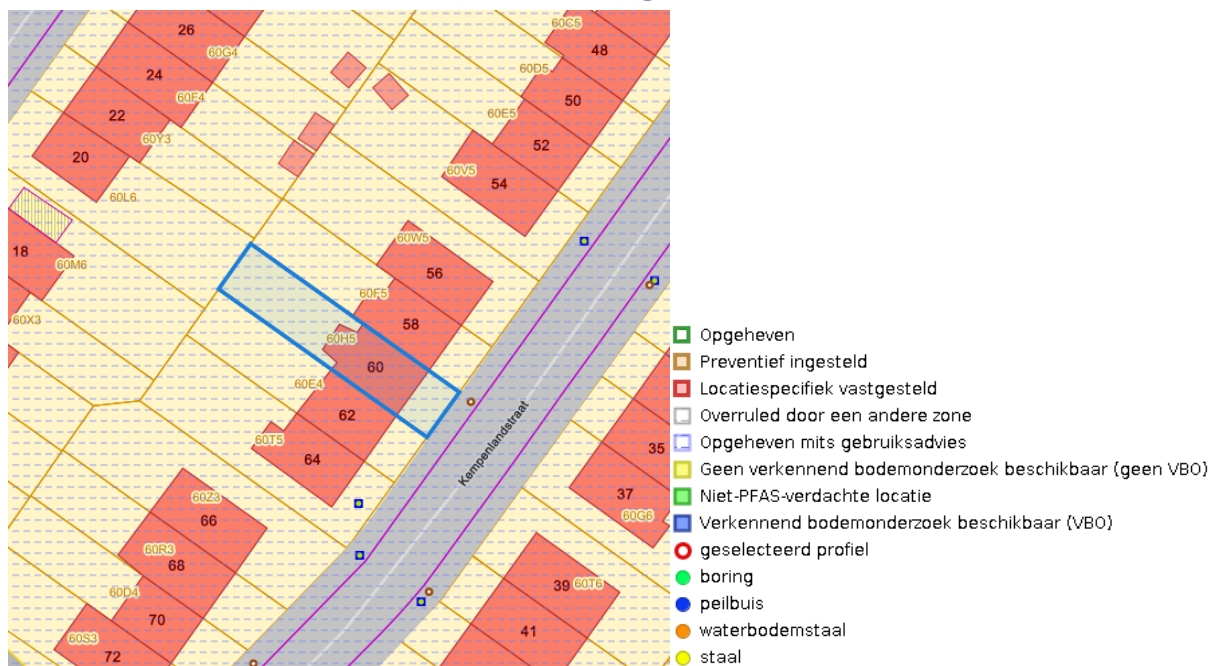 26
60G4
24
60F4
22
60Y3
20
60L6
18
60M6
60X3
60C5
48
60D5
50
60E5
52
60V5
54
60W5
56
60F5
58
60H5
60
60E4
62
60T5
64
Kempenlandstraat
60Z3
66
60R3
68
60D4
70
60S3
72
35
37
60G6
39
60T6
41
Opgeheven
Preventief ingesteld
Locatiespecifiek vastgesteld
Overruled door een andere zone
Opgeheven mits gebruiksadvies
Geen verkennend bodemonderzoek beschikbaar (geen VBO)
Niet-PFAS-verdachte locatie
Verkennend bodemonderzoek beschikbaar (VBO)
geselecteerd profiel
boring
peilbuis
waterbodemstaal
staal